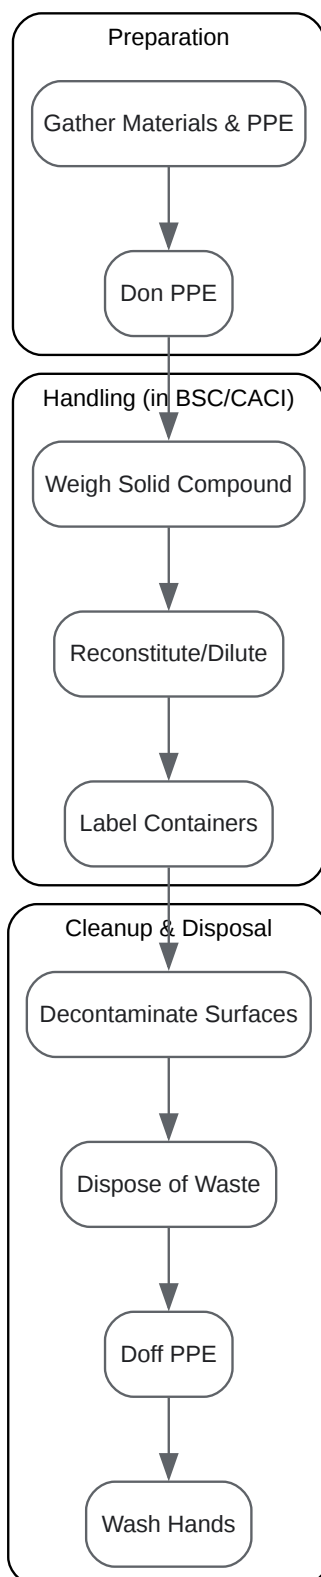 Preparation
Gather Materials & PPE
Don PPE
Handling (in BSC/CACI)
Weigh Solid Compound
Reconstitute/Dilute
Label Containers
Cleanup & Disposal
Decontaminate Surfaces
Dispose of Waste
Doff PPE
Wash Hands